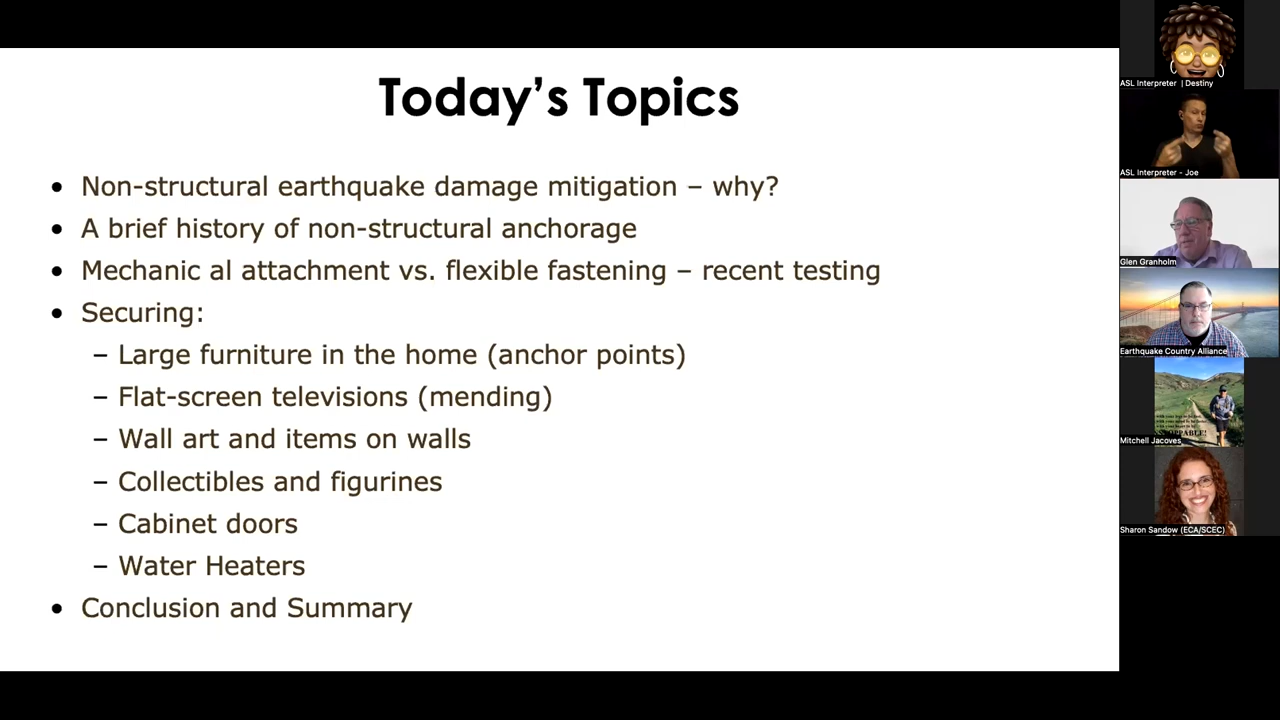 Today's Topics
• Non-structural earthquake damage mitigation – why?
• A brief history of non-structural anchorage
• Mechanic al attachment vs. flexible fastening – recent testing
• Securing:
– Large furniture in the home (anchor points)
– Flat-screen televisions (mending)
– Wall art and items on walls
– Collectibles and figurines
– Cabinet doors
– Water Heaters
• Conclusion and Summary
ASL Interpreter | Destiny
ASL Interpreter - Joe
Glen Granholm
Earthquake Country Alliance
Mitchell Jacoves
Sharon Sandow (ECA/SCEC)